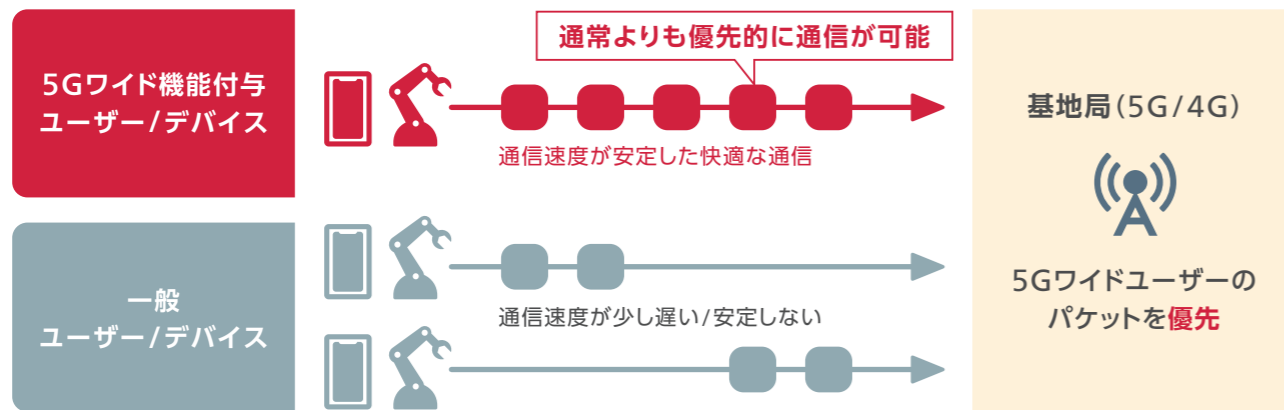 通常よりも優先的に通信が可能
5Gワイド機能付与
ユーザー/デバイス
通信速度が安定した快適な通信
一般
ユーザー/デバイス
通信速度が少し遅い/安定しない
基地局(5G/4G)
5Gワイドユーザーの
パケットを優先